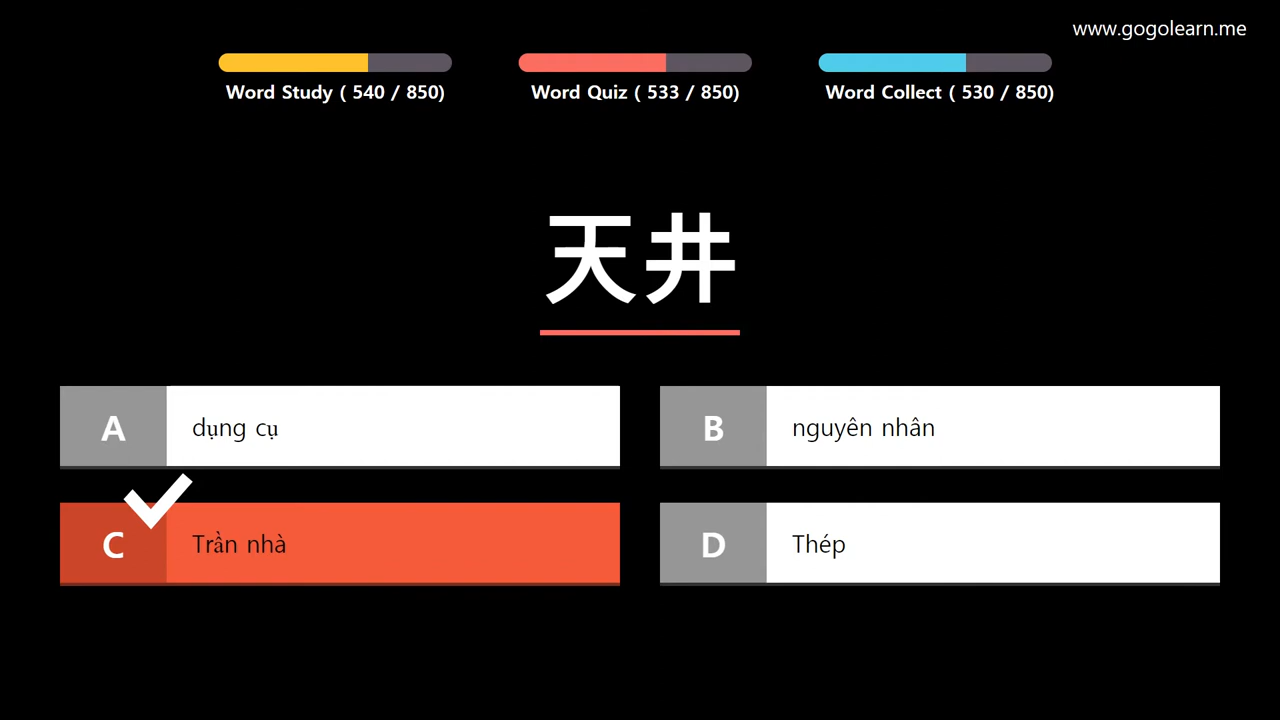 www.gogolearn.me
Word Study ( 540 / 850)
Word Quiz ( 533 / 850)
Word Collect ( 530 / 850)
天井
A
dụng cụ
B
nguyên nhân
C
Trần nhà
D
Thép